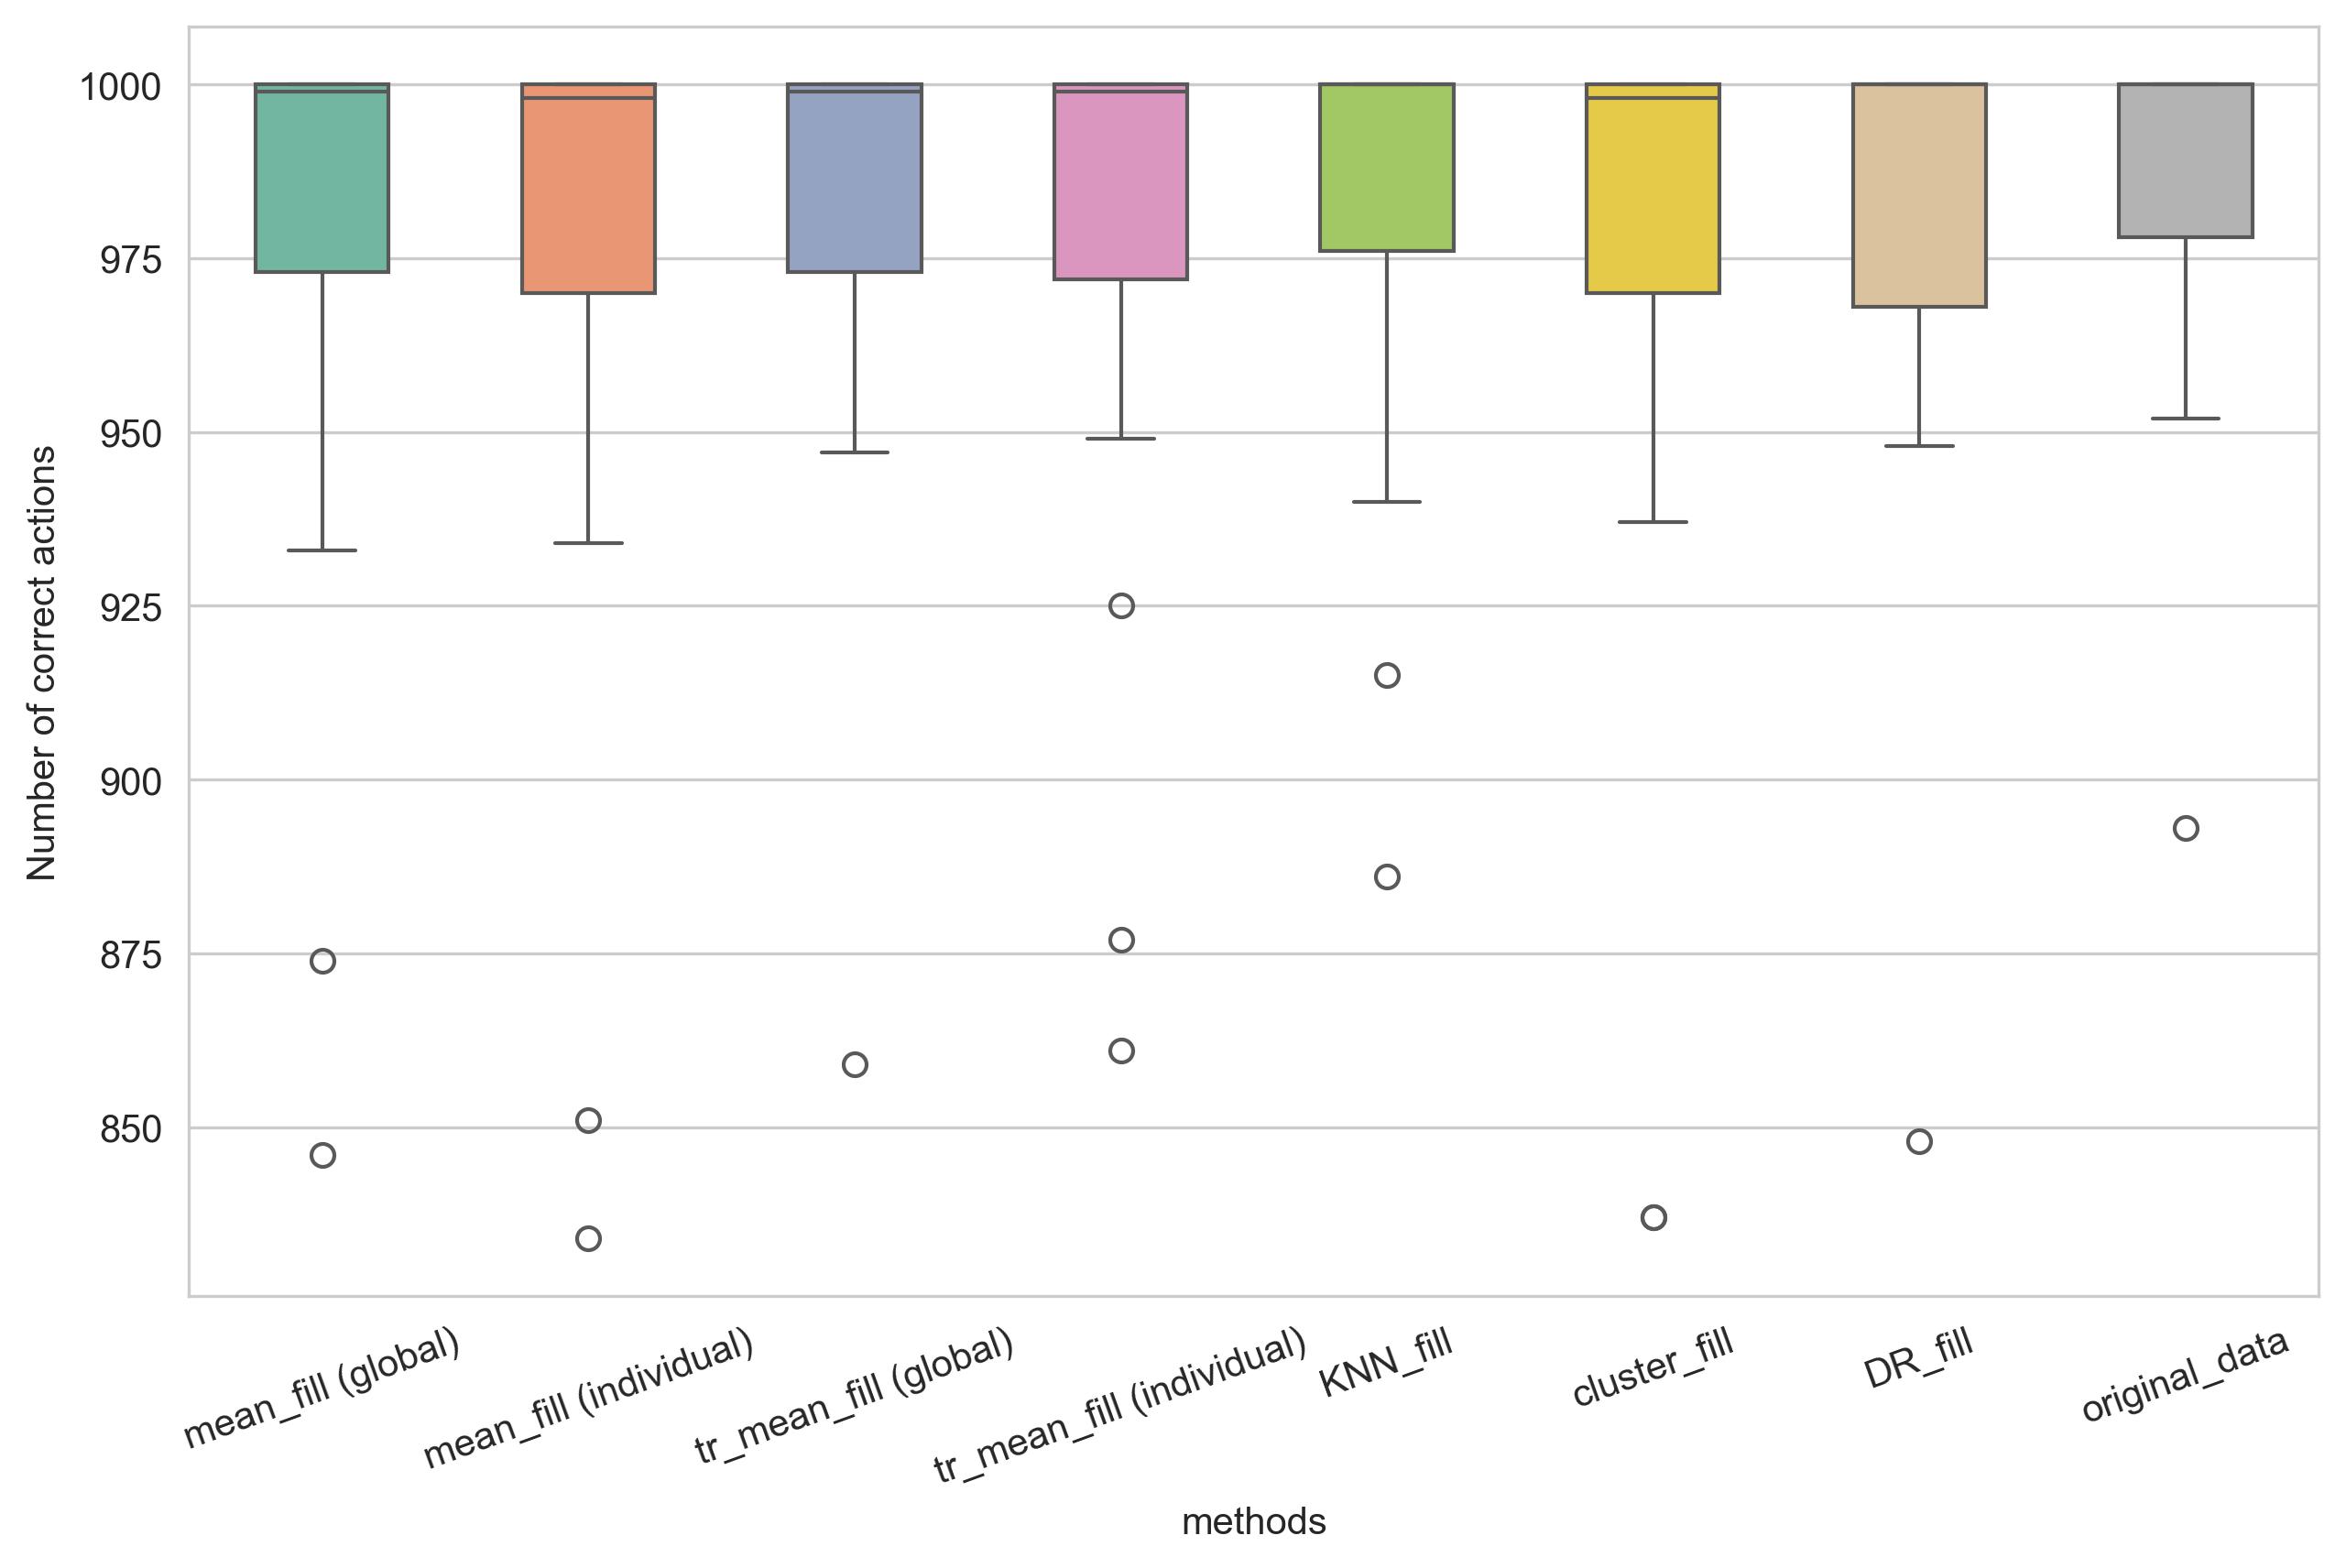 Number of correct actions
1000
975
950
925
900
875
850
mean_fill (global)
mean_fill (individual)
tr_mean_fill (global)
tr_mean_fill (individual)
KNN_fill
cluster_fill
DR_fill
original_data
methods